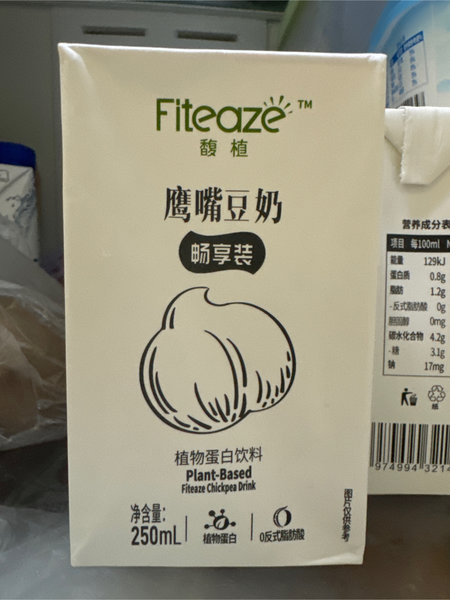 Fiteaze™
馥植
鹰嘴豆奶
畅享装
植物蛋白饮料
Plant-Based
Fiteaze Chickpea Drink
净含量:
250mL
植物蛋白
0反式脂肪酸
图片仅供参考
营养成分表
项目 每100ml N
能量 129kJ
蛋白质 0.8g
脂肪 1.2g
-反式脂肪酸 0g
胆固醇 0mg
碳水化合物 4.2g
-糖 3.1g
钠 17mg
纸
974994 3214